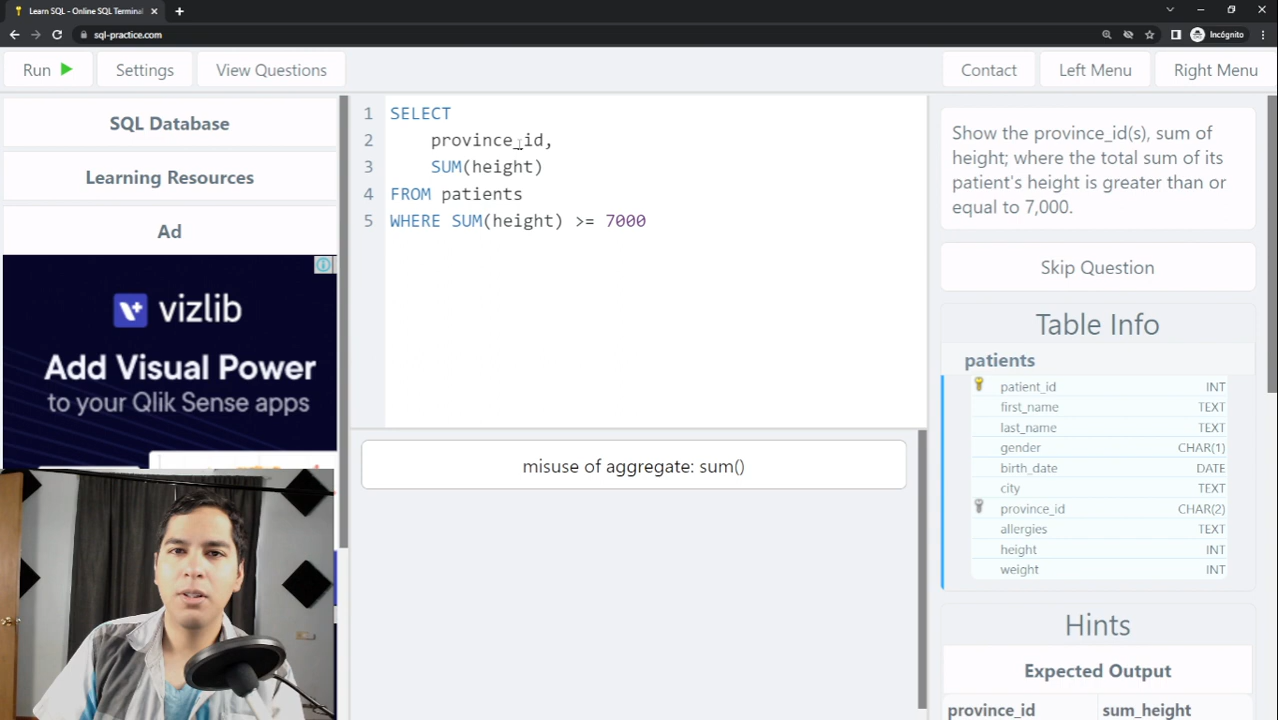 Learn SQL - Online SQL Terminal
sql-practice.com
Incógnito
Run
Settings
View Questions
Contact
Left Menu
Right Menu
SQL Database
Learning Resources
Ad
vizlib
Add Visual Power
to your Qlik Sense apps
1 SELECT
2 province_id,
3 SUM(height)
4 FROM patients
5 WHERE SUM(height) >= 7000
misuse of aggregate: sum()
Show the province_id(s), sum of
height; where the total sum of its
patient's height is greater than or
equal to 7,000.
Skip Question
Table Info
patients
patient_id INT
first_name TEXT
last_name TEXT
gender CHAR(1)
birth_date DATE
city TEXT
province_id CHAR(2)
allergies TEXT
height INT
weight INT
Hints
Expected Output
province_id sum_height